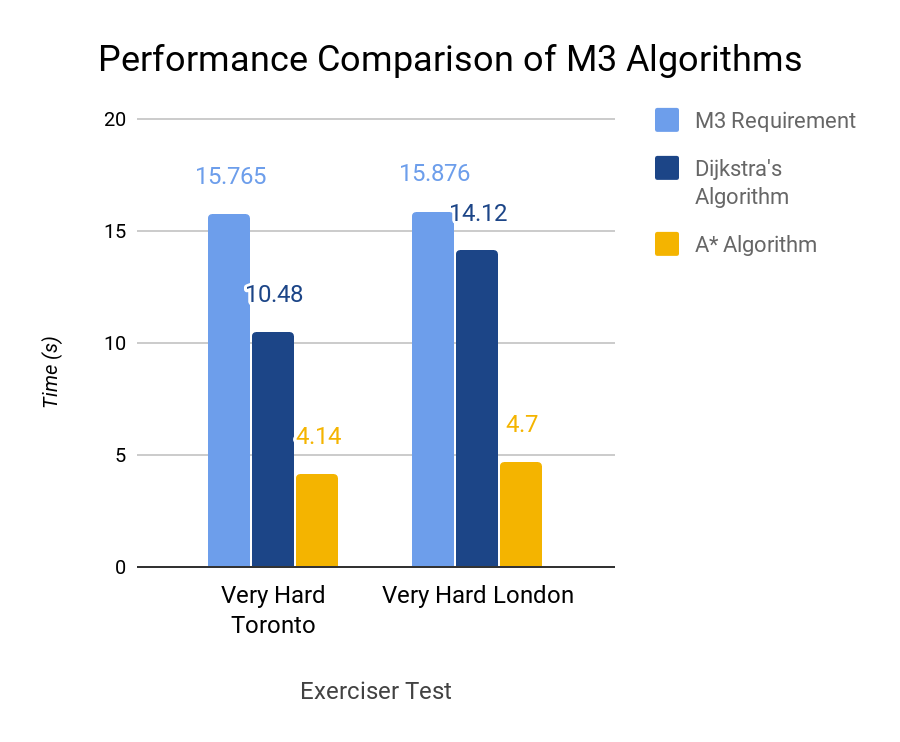 Performance Comparison of M3 Algorithms
20
15
10
5
0
Time (s)
15.765
10.48
4.14
15.876
14.12
4.7
Very Hard
Toronto
Very Hard London
Exerciser Test
M3 Requirement
Dijkstra's
Algorithm
A* Algorithm